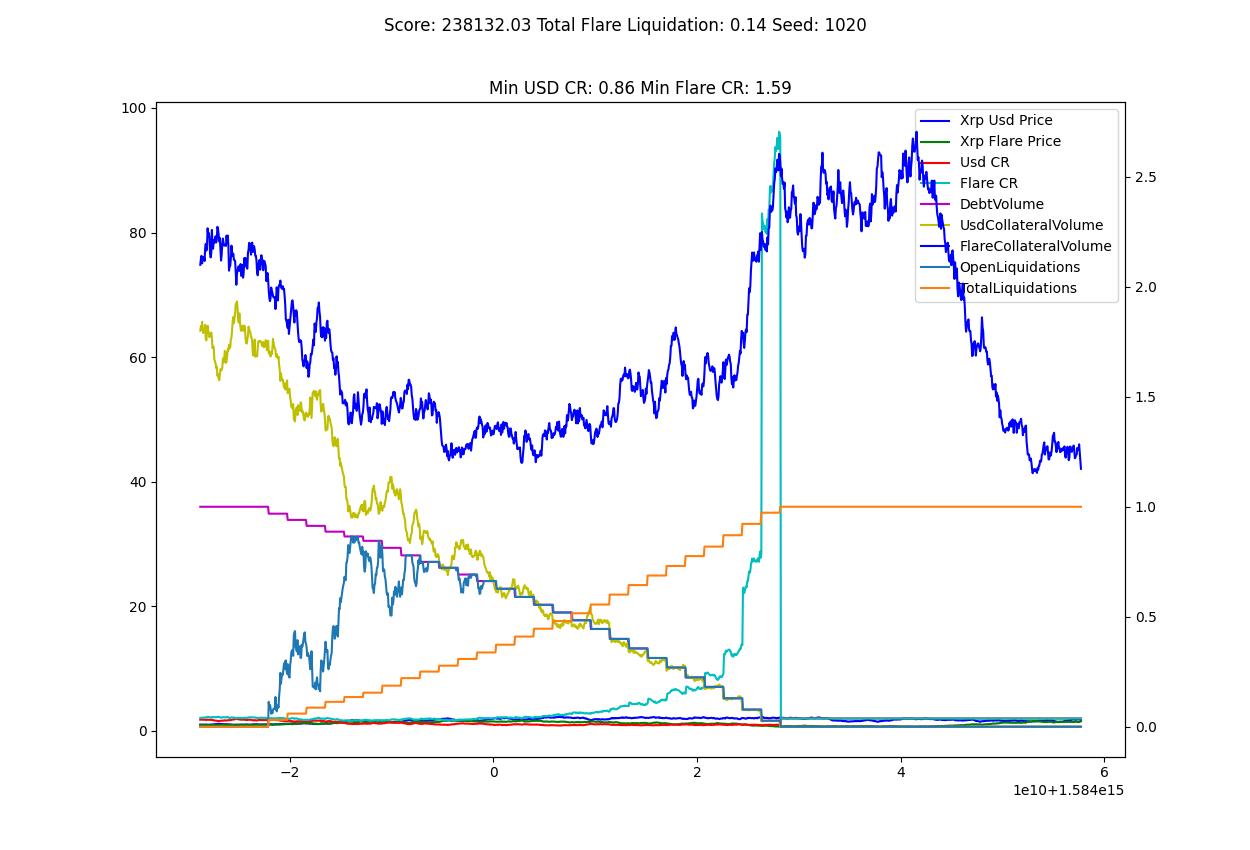 Score: 238132.03 Total Flare Liquidation: 0.14 Seed: 1020
Min USD CR: 0.86 Min Flare CR: 1.59
100
80
60
40
20
0
Xrp Usd Price
Xrp Flare Price
Usd CR
Flare CR
DebtVolume
UsdCollateralVolume
FlareCollateralVolume
OpenLiquidations
TotalLiquidations
2.5
2.0
1.5
1.0
0.5
0.0
−2
0
2
4
6
1e10+1.584e15